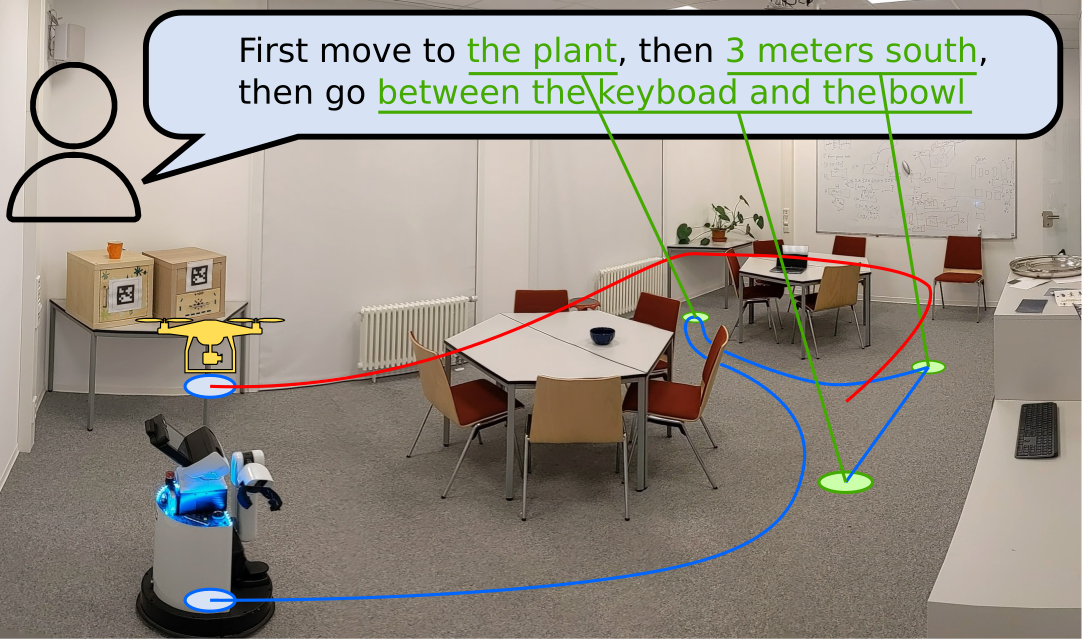 First move to the plant, then 3 meters south,
then go between the keyboad and the bowl